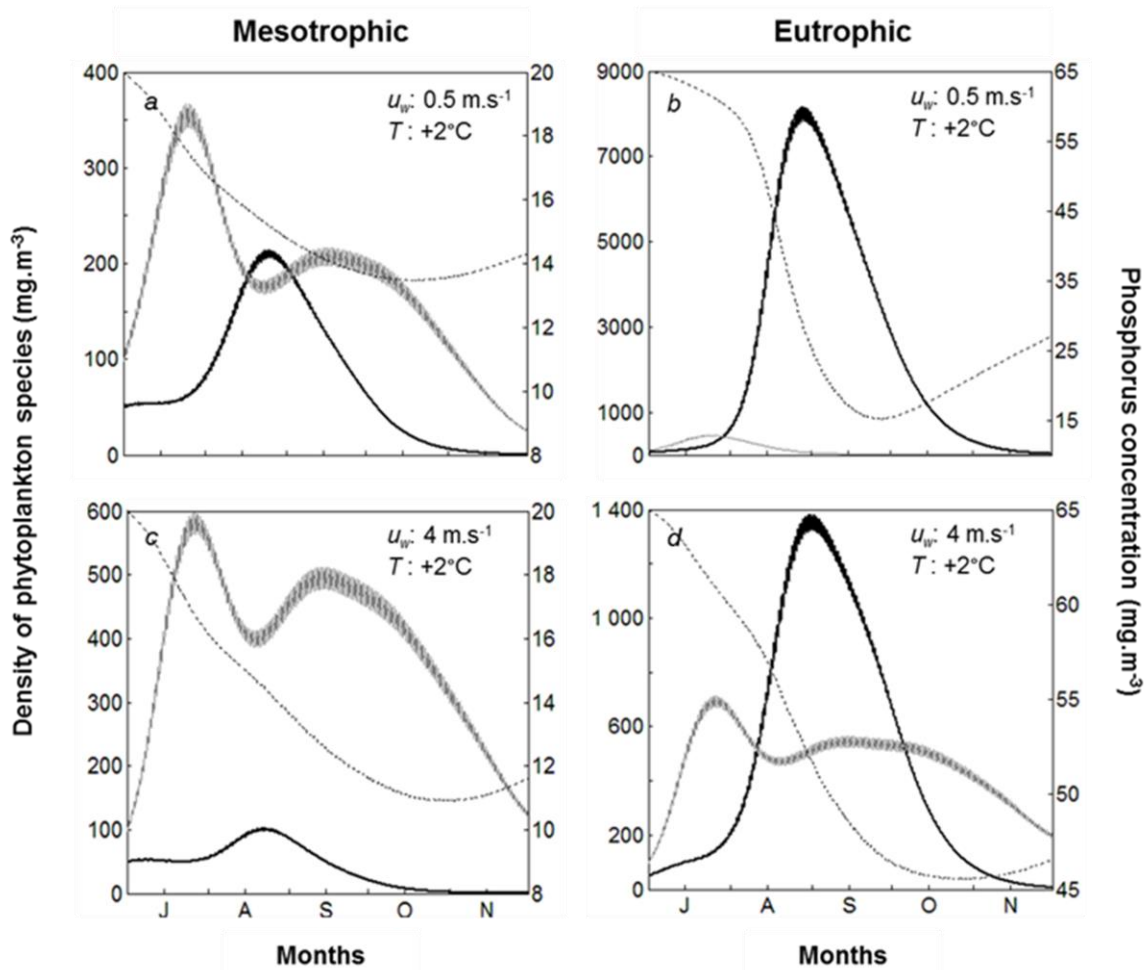 Mesotrophic
Eutrophic
Density of phytoplankton species (mg.m-3)
Phosphorus concentration (mg.m-3)
400
300
200
100
0
a
uw: 0.5 m.s-1
T : +2°C
20
18
16
14
12
10
8
9000
7000
5000
3000
1000
0
b
uw: 0.5 m.s-1
T : +2°C
65
55
45
35
25
15
600
500
400
300
200
100
0
c
uw: 4 m.s-1
T : +2°C
20
18
16
14
12
10
8
J A S O N
Months
1 400
1 000
600
200
0
d
uw: 4 m.s-1
T : +2°C
65
60
55
50
45
J A S O N
Months